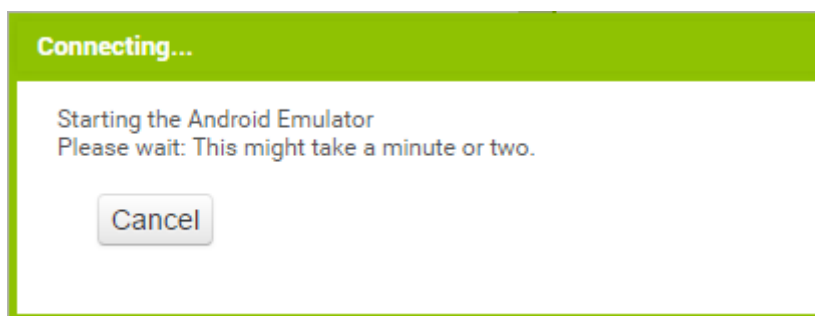 Connecting...
Starting the Android Emulator
Please wait: This might take a minute or two.
Cancel